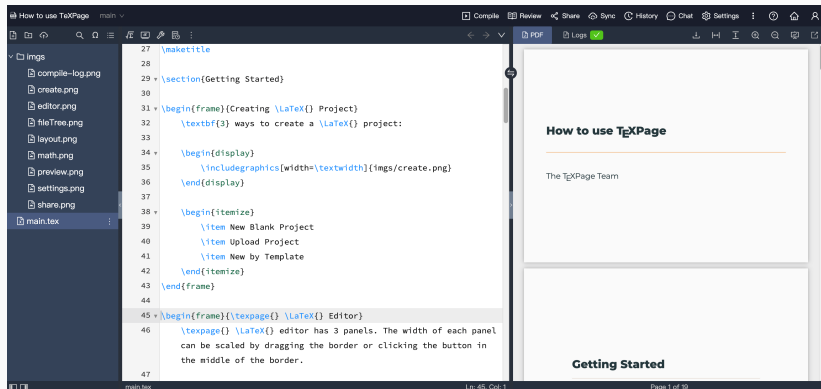 How to use TeXPage main
Compile Review Share Sync History Chat Settings
PDF Logs
imgs
compile-log.png
create.png
editor.png
fileTree.png
layout.png
math.png
preview.png
settings.png
share.png
main.tex
27 \maketitle
28
29 \section{Getting Started}
30
31 \begin{frame}{Creating \LaTeX{} Project}
32 \textbf{3} ways to create a \LaTeX{} project:
33
34 \begin{display}
35 \includegraphics[width=\textwidth]{imgs/create.png}
36 \end{display}
37
38 \begin{itemize}
39 \item New Blank Project
40 \item Upload Project
41 \item New by Template
42 \end{itemize}
43 \end{frame}
44
45 \begin{frame}{\texpage{} \LaTeX{} Editor}
46 \texpage{} \LaTeX{} editor has 3 panels. The width of each panel
can be scaled by dragging the border or clicking the button in
the middle of the border.
47
How to use TEXPage
The TEXPage Team
Getting Started
main.tex
Ln: 45, Col: 1
Page 1 of 19